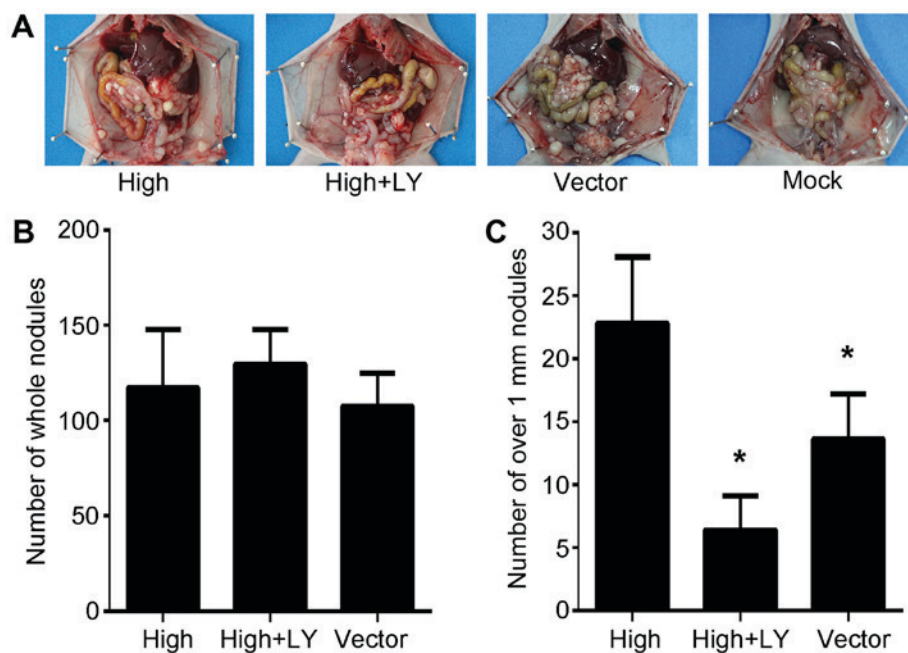 A
High High+LY Vector Mock
B
Number of whole nodules
200
150
100
50
0
High High+LY Vector
C
Number of over 1 mm nodules
30
25
20
15
10
5
0
*
*
High High+LY Vector